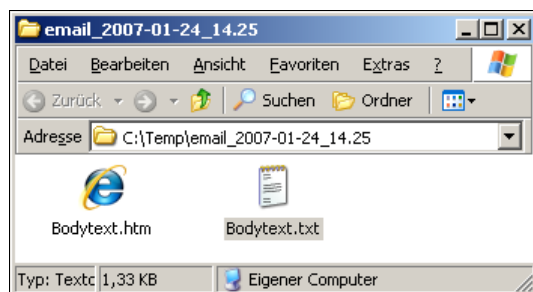 email_2007-01-24_14.25
Datei Bearbeiten Ansicht Favoriten Extras ?
Zurück Suchen Ordner
Adresse C:\Temp\email_2007-01-24_14.25
Bodytext.htm Bodytext.txt
Typ: Textc 1,33 KB Eigener Computer